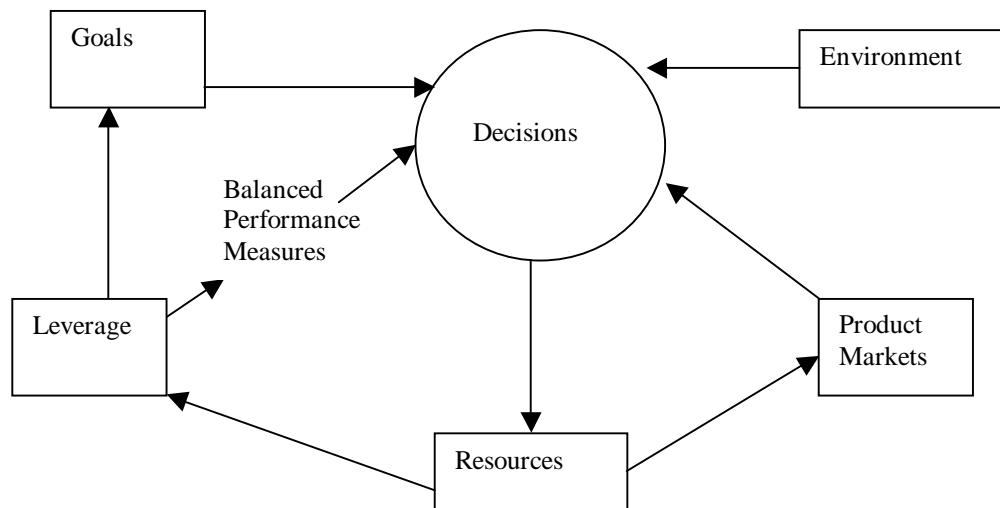 Goals
Environment
Decisions
Balanced
Performance
Measures
Leverage
Product
Markets
Resources